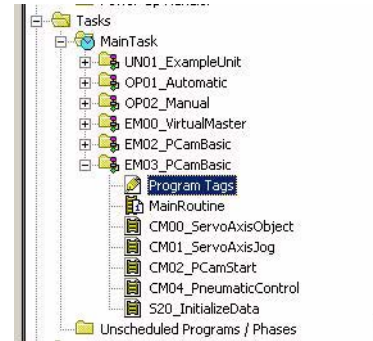 Tasks
MainTask
UN01_ExampleUnit
OP01_Automatic
OP02_Manual
EM00_VirtualMaster
EM02_PCamBasic
EM03_PCamBasic
Program Tags
MainRoutine
CM00_ServoAxisObject
CM01_ServoAxisJog
CM02_PCamStart
CM04_PneumaticControl
S20_InitializeData
Unscheduled Programs / Phases